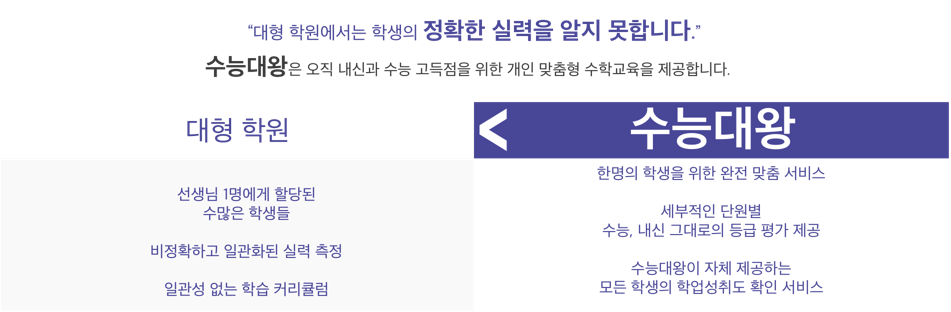 “대형 학원에서는 학생의 정확한 실력을 알지 못합니다.”
수능대왕은 오직 내신과 수능 고득점을 위한 개인 맞춤형 수학교육을 제공합니다.
대형 학원
<
수능대왕
선생님 1명에게 할당된
수많은 학생들
비정확하고 일관화된 실력 측정
일관성 없는 학습 커리큘럼
한명의 학생을 위한 완전 맞춤 서비스
세부적인 단원별
수능, 내신 그대로의 등급 평가 제공
수능대왕이 자체 제공하는
모든 학생의 학업성취도 확인 서비스